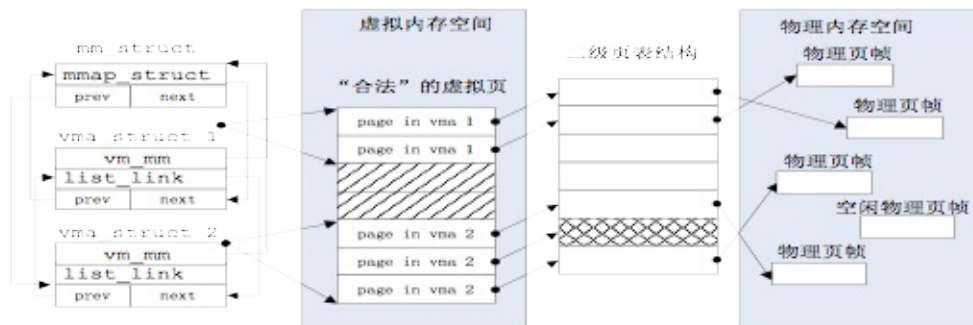 mm_struct
mmap_struct
prev next
vma_struct 1
vm_mm
list_link
prev next
vma_struct 2
vm_mm
list_link
prev next
虚拟内存空间
“合法”的虚拟页
page in vma 1
page in vma 1
page in vma 2
page in vma 2
page in vma 2
二级页表结构
物理内存空间
物理页帧
物理页帧
物理页帧
空闲物理页帧
物理页帧